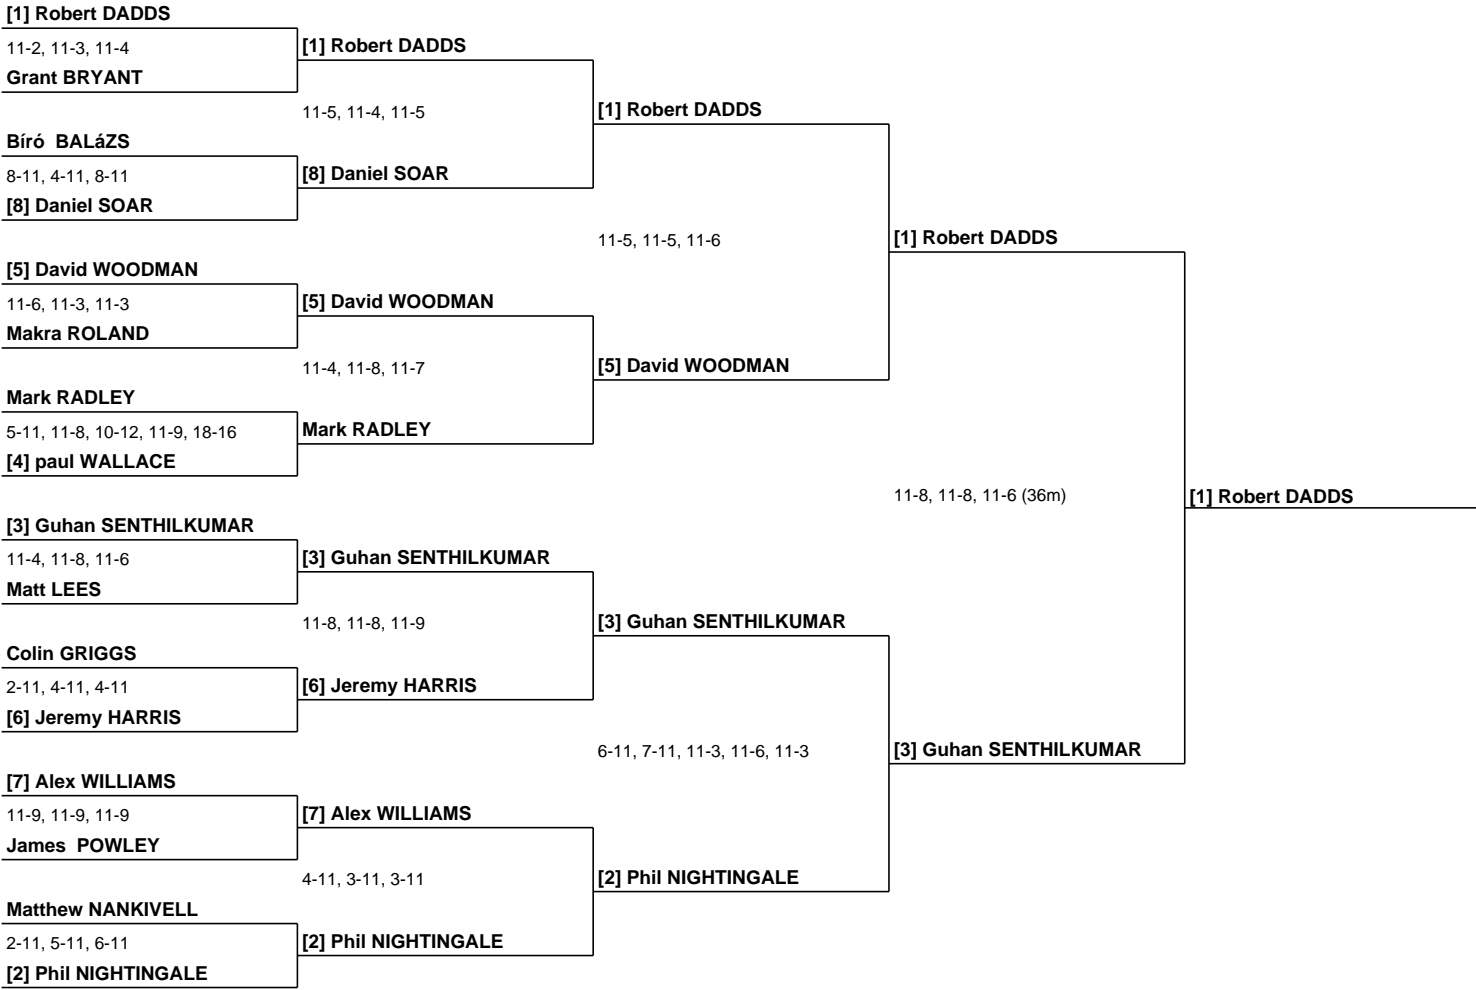 [1] Robert DADDS
11-2, 11-3, 11-4
Grant BRYANT
Bíró  BALáZS
8-11, 4-11, 8-11
[8] Daniel SOAR
[5] David WOODMAN
11-6, 11-3, 11-3
Makra ROLAND
Mark RADLEY
5-11, 11-8, 10-12, 11-9, 18-16
[4] paul WALLACE
[3] Guhan SENTHILKUMAR
11-4, 11-8, 11-6
Matt LEES
Colin GRIGGS
2-11, 4-11, 4-11
[6] Jeremy HARRIS
[7] Alex WILLIAMS
11-9, 11-9, 11-9
James  POWLEY
Matthew NANKIVELL
2-11, 5-11, 6-11
[2] Phil NIGHTINGALE
[1] Robert DADDS
11-5, 11-4, 11-5
[8] Daniel SOAR
[5] David WOODMAN
11-4, 11-8, 11-7
Mark RADLEY
[3] Guhan SENTHILKUMAR
11-8, 11-8, 11-9
[6] Jeremy HARRIS
[7] Alex WILLIAMS
4-11, 3-11, 3-11
[2] Phil NIGHTINGALE
[1] Robert DADDS
11-5, 11-5, 11-6
[5] David WOODMAN
[3] Guhan SENTHILKUMAR
6-11, 7-11, 11-3, 11-6, 11-3
[2] Phil NIGHTINGALE
[1] Robert DADDS
11-8, 11-8, 11-6 (36m)
[3] Guhan SENTHILKUMAR
[1] Robert DADDS